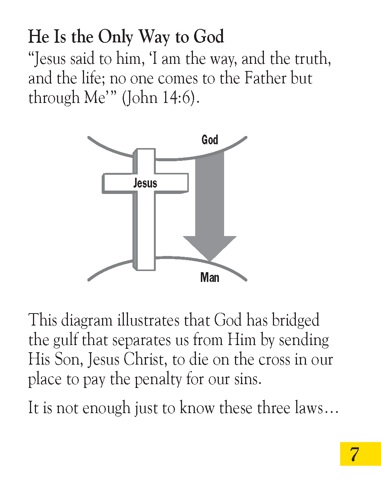 He Is the Only Way to God
“Jesus said to him, ‘I am the way, and the truth,
and the life; no one comes to the Father but
through Me’” (John 14:6).
God
Jesus
Man
This diagram illustrates that God has bridged
the gulf that separates us from Him by sending
His Son, Jesus Christ, to die on the cross in our
place to pay the penalty for our sins.
It is not enough just to know these three laws…
7